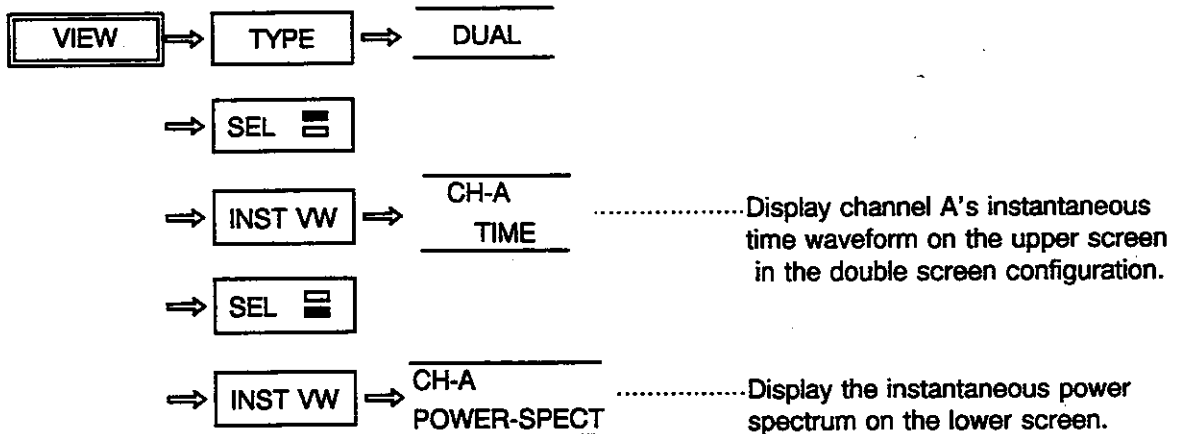 VIEW TYPE DUAL
SEL
INST VW CH-A
TIME
Display channel A's instantaneous
time waveform on the upper screen
in the double screen configuration.
SEL
INST VW CH-A
POWER-SPECT
Display the instantaneous power
spectrum on the lower screen.